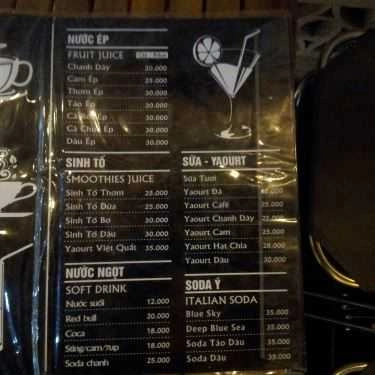 NƯỚC ÉP
FRUIT JUICE
Chanh Dây 30.000
Cam Ép 35.000
Thơm Ép 30.000
Táo Ép 30.000
Cà Rốt Ép 30.000
Cà Chua Ép 30.000
Dâu Ép 30.000
SINH TỐ
SMOOTHIES JUICE
Sinh Tố Thơm 25.000
Sinh Tố Dừa 25.000
Sinh Tố Bơ 30.000
Sinh Tố Dâu 30.000
Yaourt Việt Quất 35.000
NƯỚC NGỌT
SOFT DRINK
Nước suối 12.000
Red bull 20.000
Coca 18.000
Sting/cam/7up 18.000
Soda chanh 25.000
SỮA - YAOURT
Sữa Tươi
Yaourt Đá
Yaourt Café 25.000
Yaourt Chanh Dây 25.000
Yaourt Cam 25.000
Yaourt Hạt Chia 28.000
Yaourt Dâu 30.000
SODA Ý
ITALIAN SODA
Blue Sky 35.000
Deep Blue Sea 35.000
Soda Táo Dâu 35.000
Soda Dâu 35.000